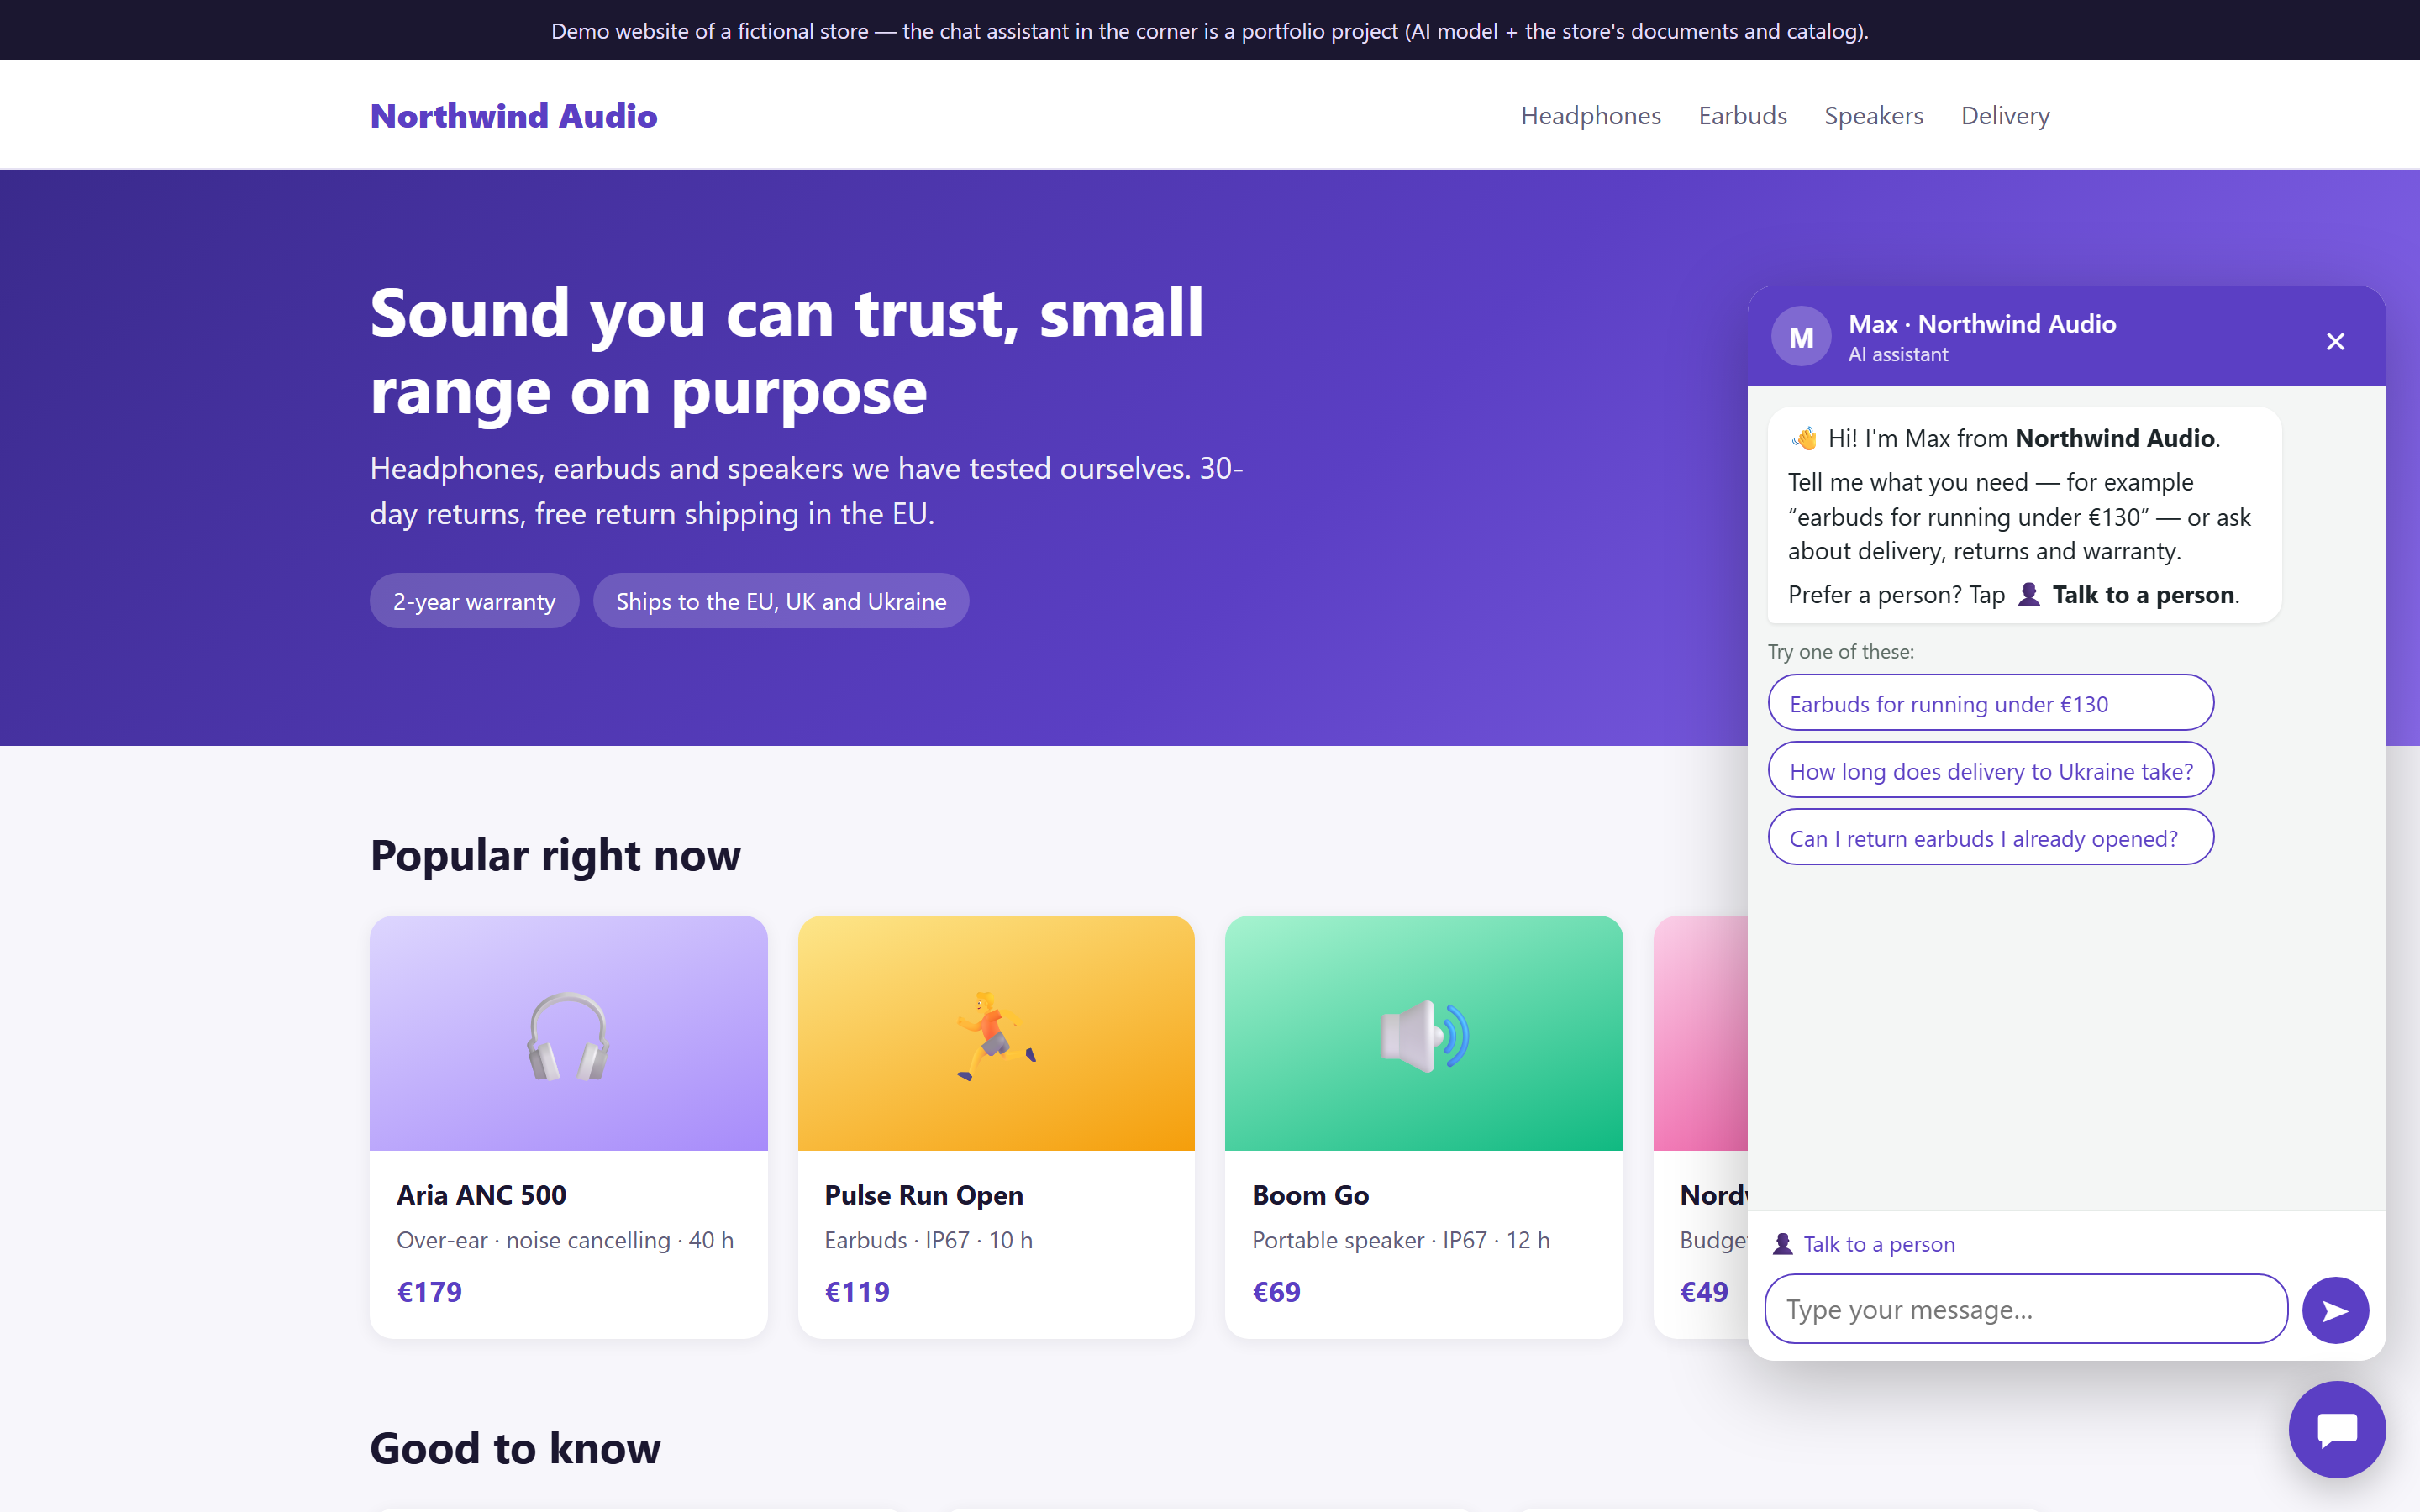 Demo website of a fictional store — the chat assistant in the corner is a portfolio project (AI model + the store's documents and catalog).
Northwind Audio
Headphones
Earbuds
Speakers
Delivery
Sound you can trust, small
range on purpose
Headphones, earbuds and speakers we have tested ourselves. 30-
day returns, free return shipping in the EU.
2-year warranty
Ships to the EU, UK and Ukraine
Popular right now
Aria ANC 500
Over-ear · noise cancelling · 40 h
€179
Pulse Run Open
Earbuds · IP67 · 10 h
€119
Boom Go
Portable speaker · IP67 · 12 h
€69
€49
Good to know
M
Max · Northwind Audio
AI assistant
👋 Hi! I'm Max from Northwind Audio.
Tell me what you need — for example
“earbuds for running under €130” — or ask
about delivery, returns and warranty.
Prefer a person? Tap 👤 Talk to a person.
Try one of these:
Earbuds for running under €130
How long does delivery to Ukraine take?
Can I return earbuds I already opened?
👤 Talk to a person
Type your message...